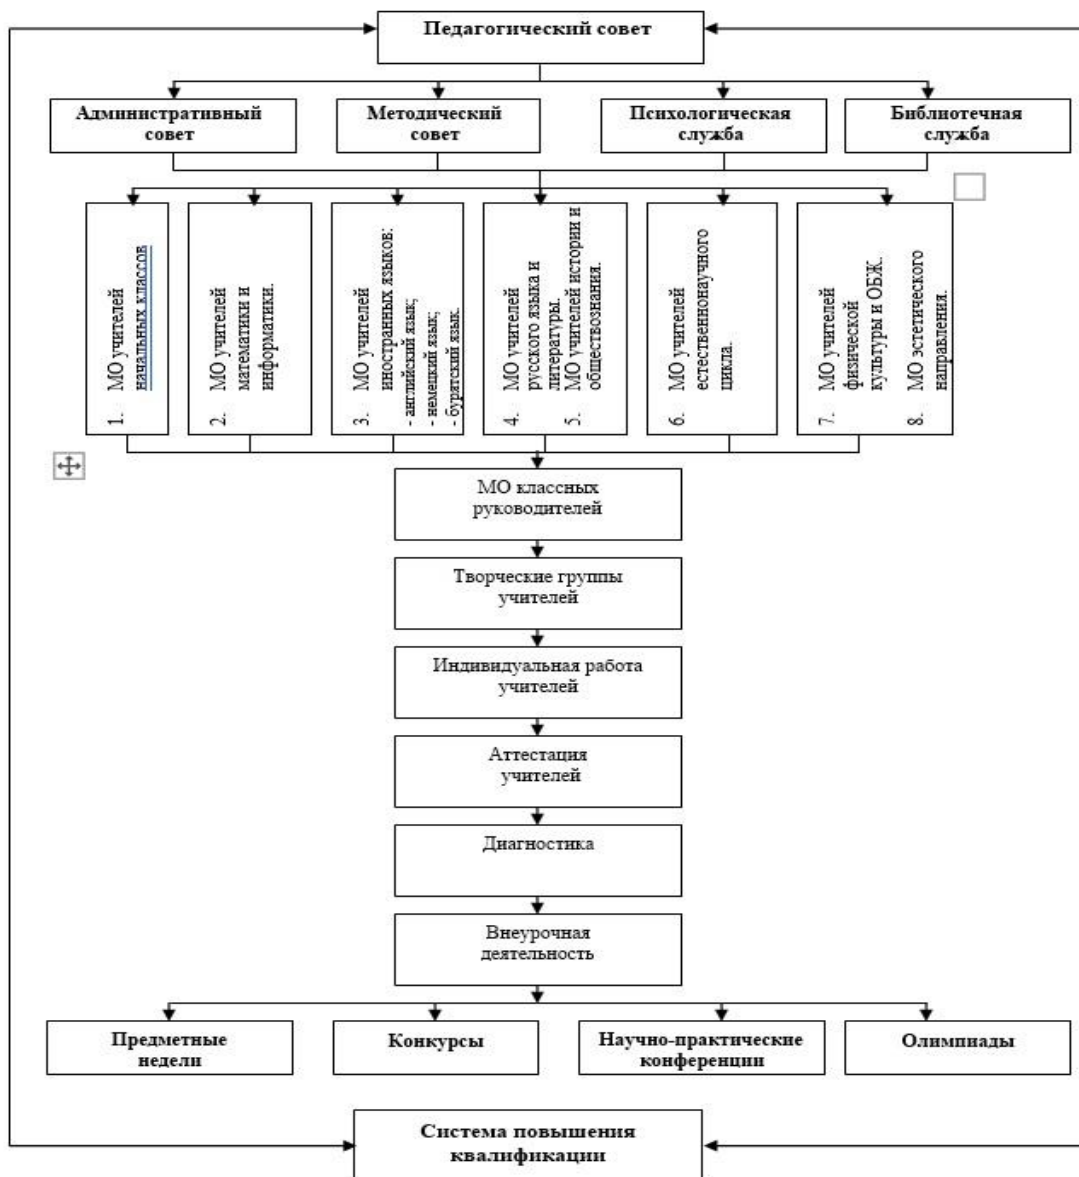 Педагогический совет
Административный
совет
Методический
совет
Психологическая
служба
Библиотечная
служба
1. МО учителей
начальных классов
2. МО учителей
математики и
информатики.
3. МО учителей
иностранных языков:
- английский язык;
- немецкий язык;
- бурятский язык.
4. МО учителей
русского языка и
литературы.
5. МО учителей истории и
обществознания.
6. МО учителей
естественнонаучного
цикла.
7. МО учителей
физической
культуры и ОБЖ.
8. МО эстетического
направления.
МО классных
руководителей
Творческие группы
учителей
Индивидуальная работа
учителей
Аттестация
учителей
Диагностика
Внеурочная
деятельность
Предметные
недели
Конкурсы
Научно-практические
конференции
Олимпиады
Система повышения
квалификации